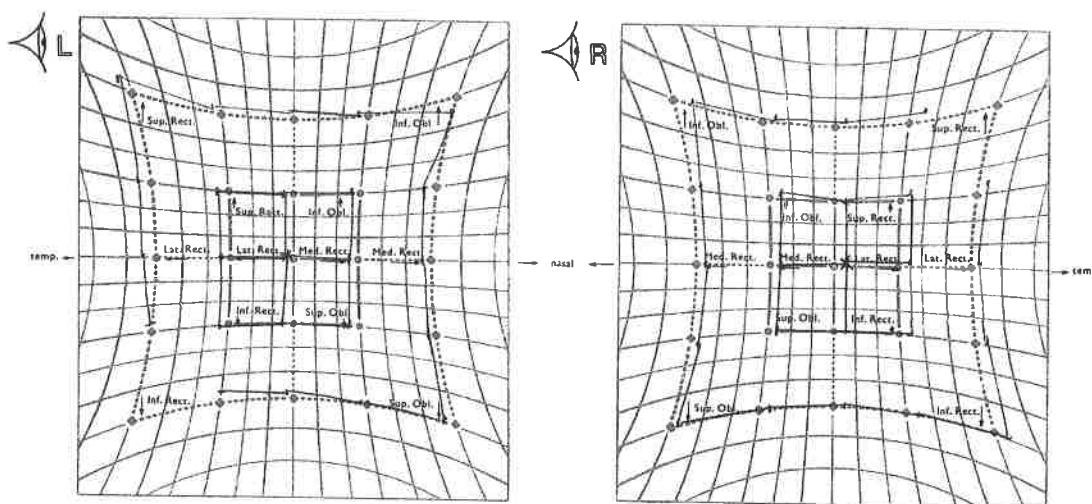 L
Sup. Rect.
Inf. Obl.
Sup. Rect.
Inf. Obl.
temp.
Lat. Rect.
Lat. Rect.
Med. Rect.
Med. Rect.
Inf. Rect.
Sup. Obl.
Inf. Rect.
Sup. Obl.
nasal
R
Inf. Obl.
Sup. Rect.
Inf. Obl.
Sup. Rect.
Med. Rect.
Med. Rect.
Lat. Rect.
Lat. Rect.
tem
Sup. Obl.
Inf. Rect.
Sup. Obl.
Inf. Rect.